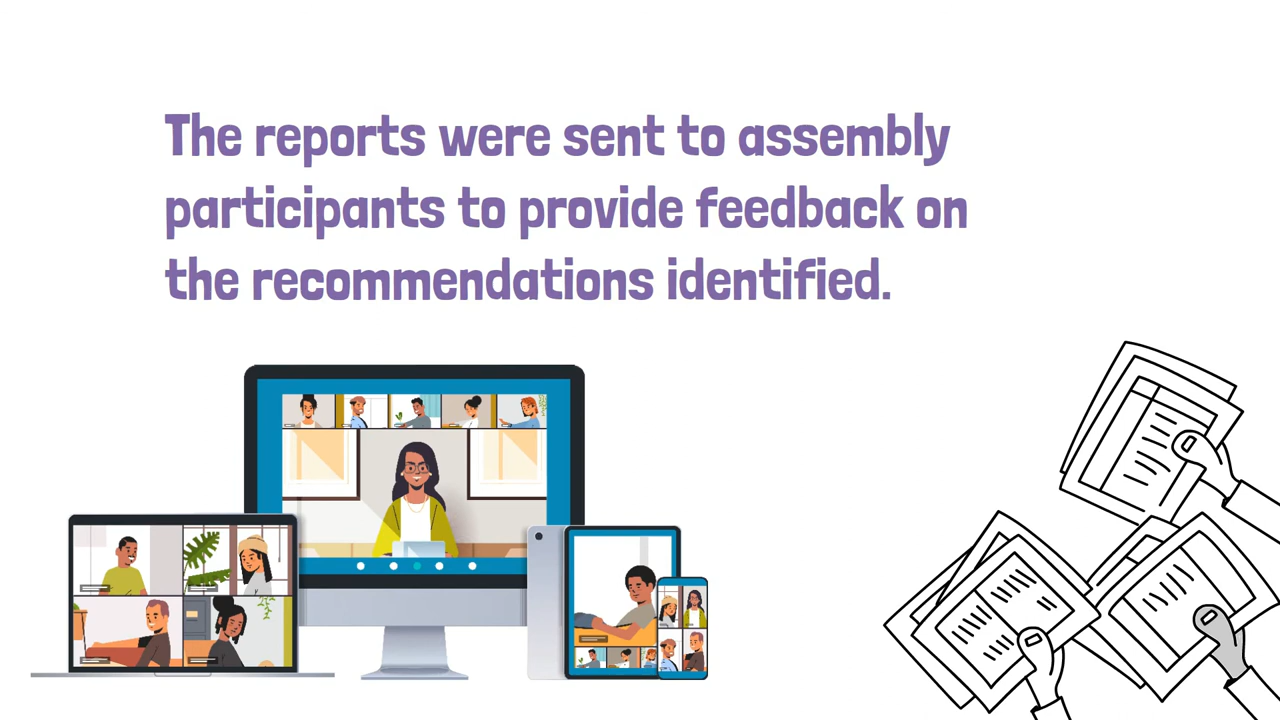 The reports were sent to assembly
participants to provide feedback on
the recommendations identified.